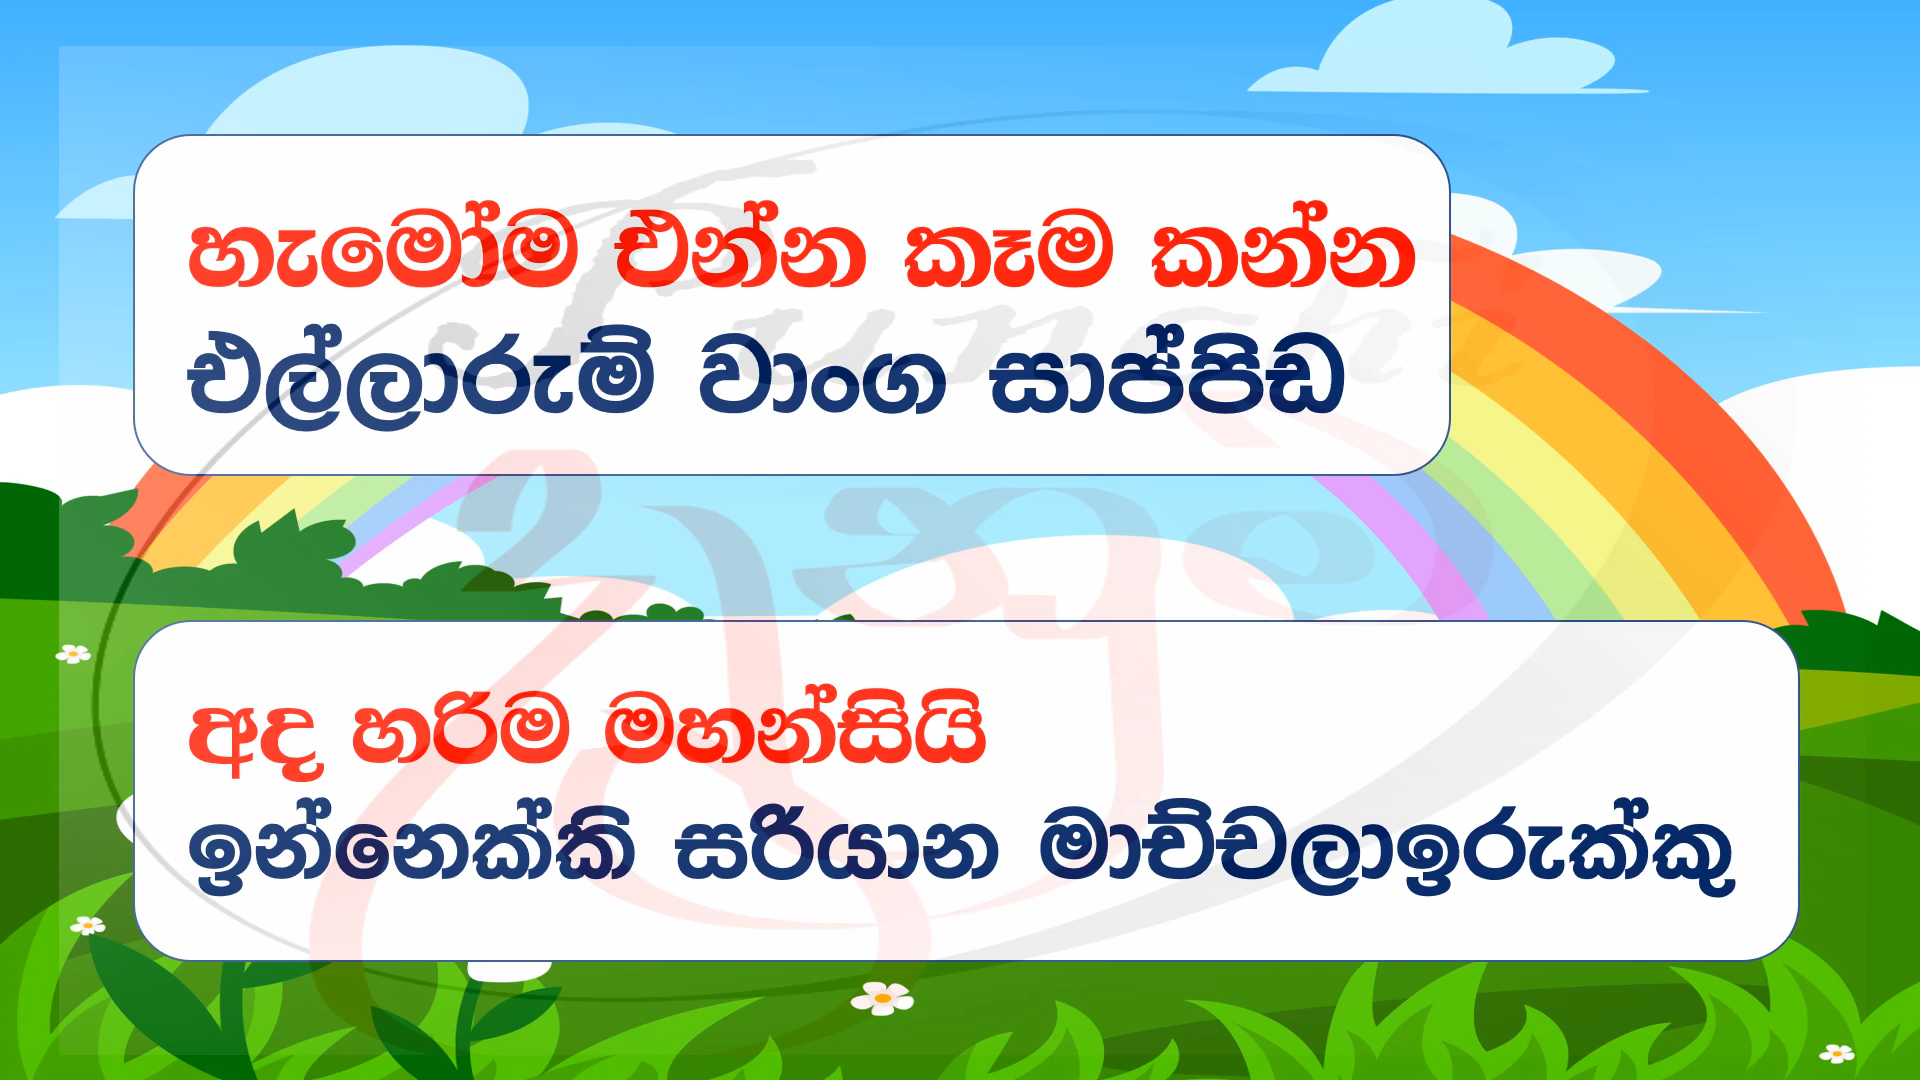 හැමෝම එන්න කෑම කන්න
එල්ලාරුම් වාංග සාප්පිඩ
අද හරිම මහන්සියි
ඉන්නෙක්කි සරියාන මාච්චලාඉරුක්කු